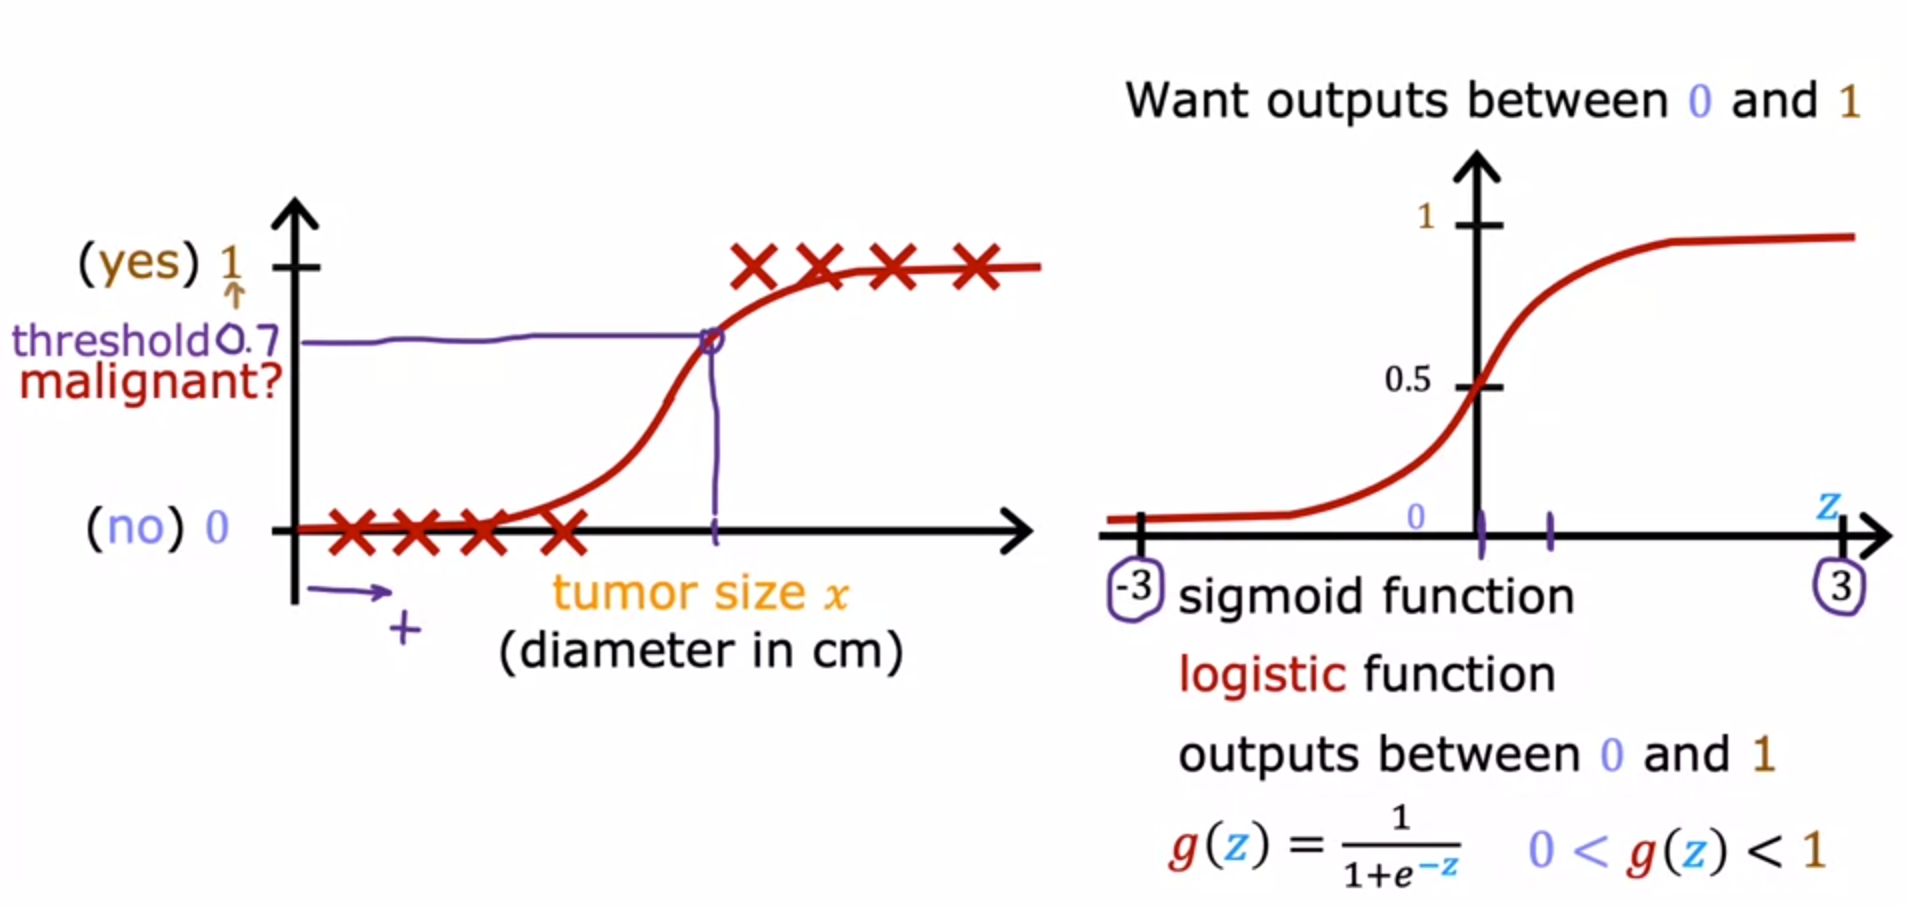 Want outputs between 0 and 1
(yes) 1
threshold 0.7
malignant?
(no) 0
+
tumor size x
(diameter in cm)
1
0.5
0
z
-3
3
sigmoid function
logistic function
outputs between 0 and 1
g(z) = 1/(1+e^{-z}) 0 < g(z) < 1